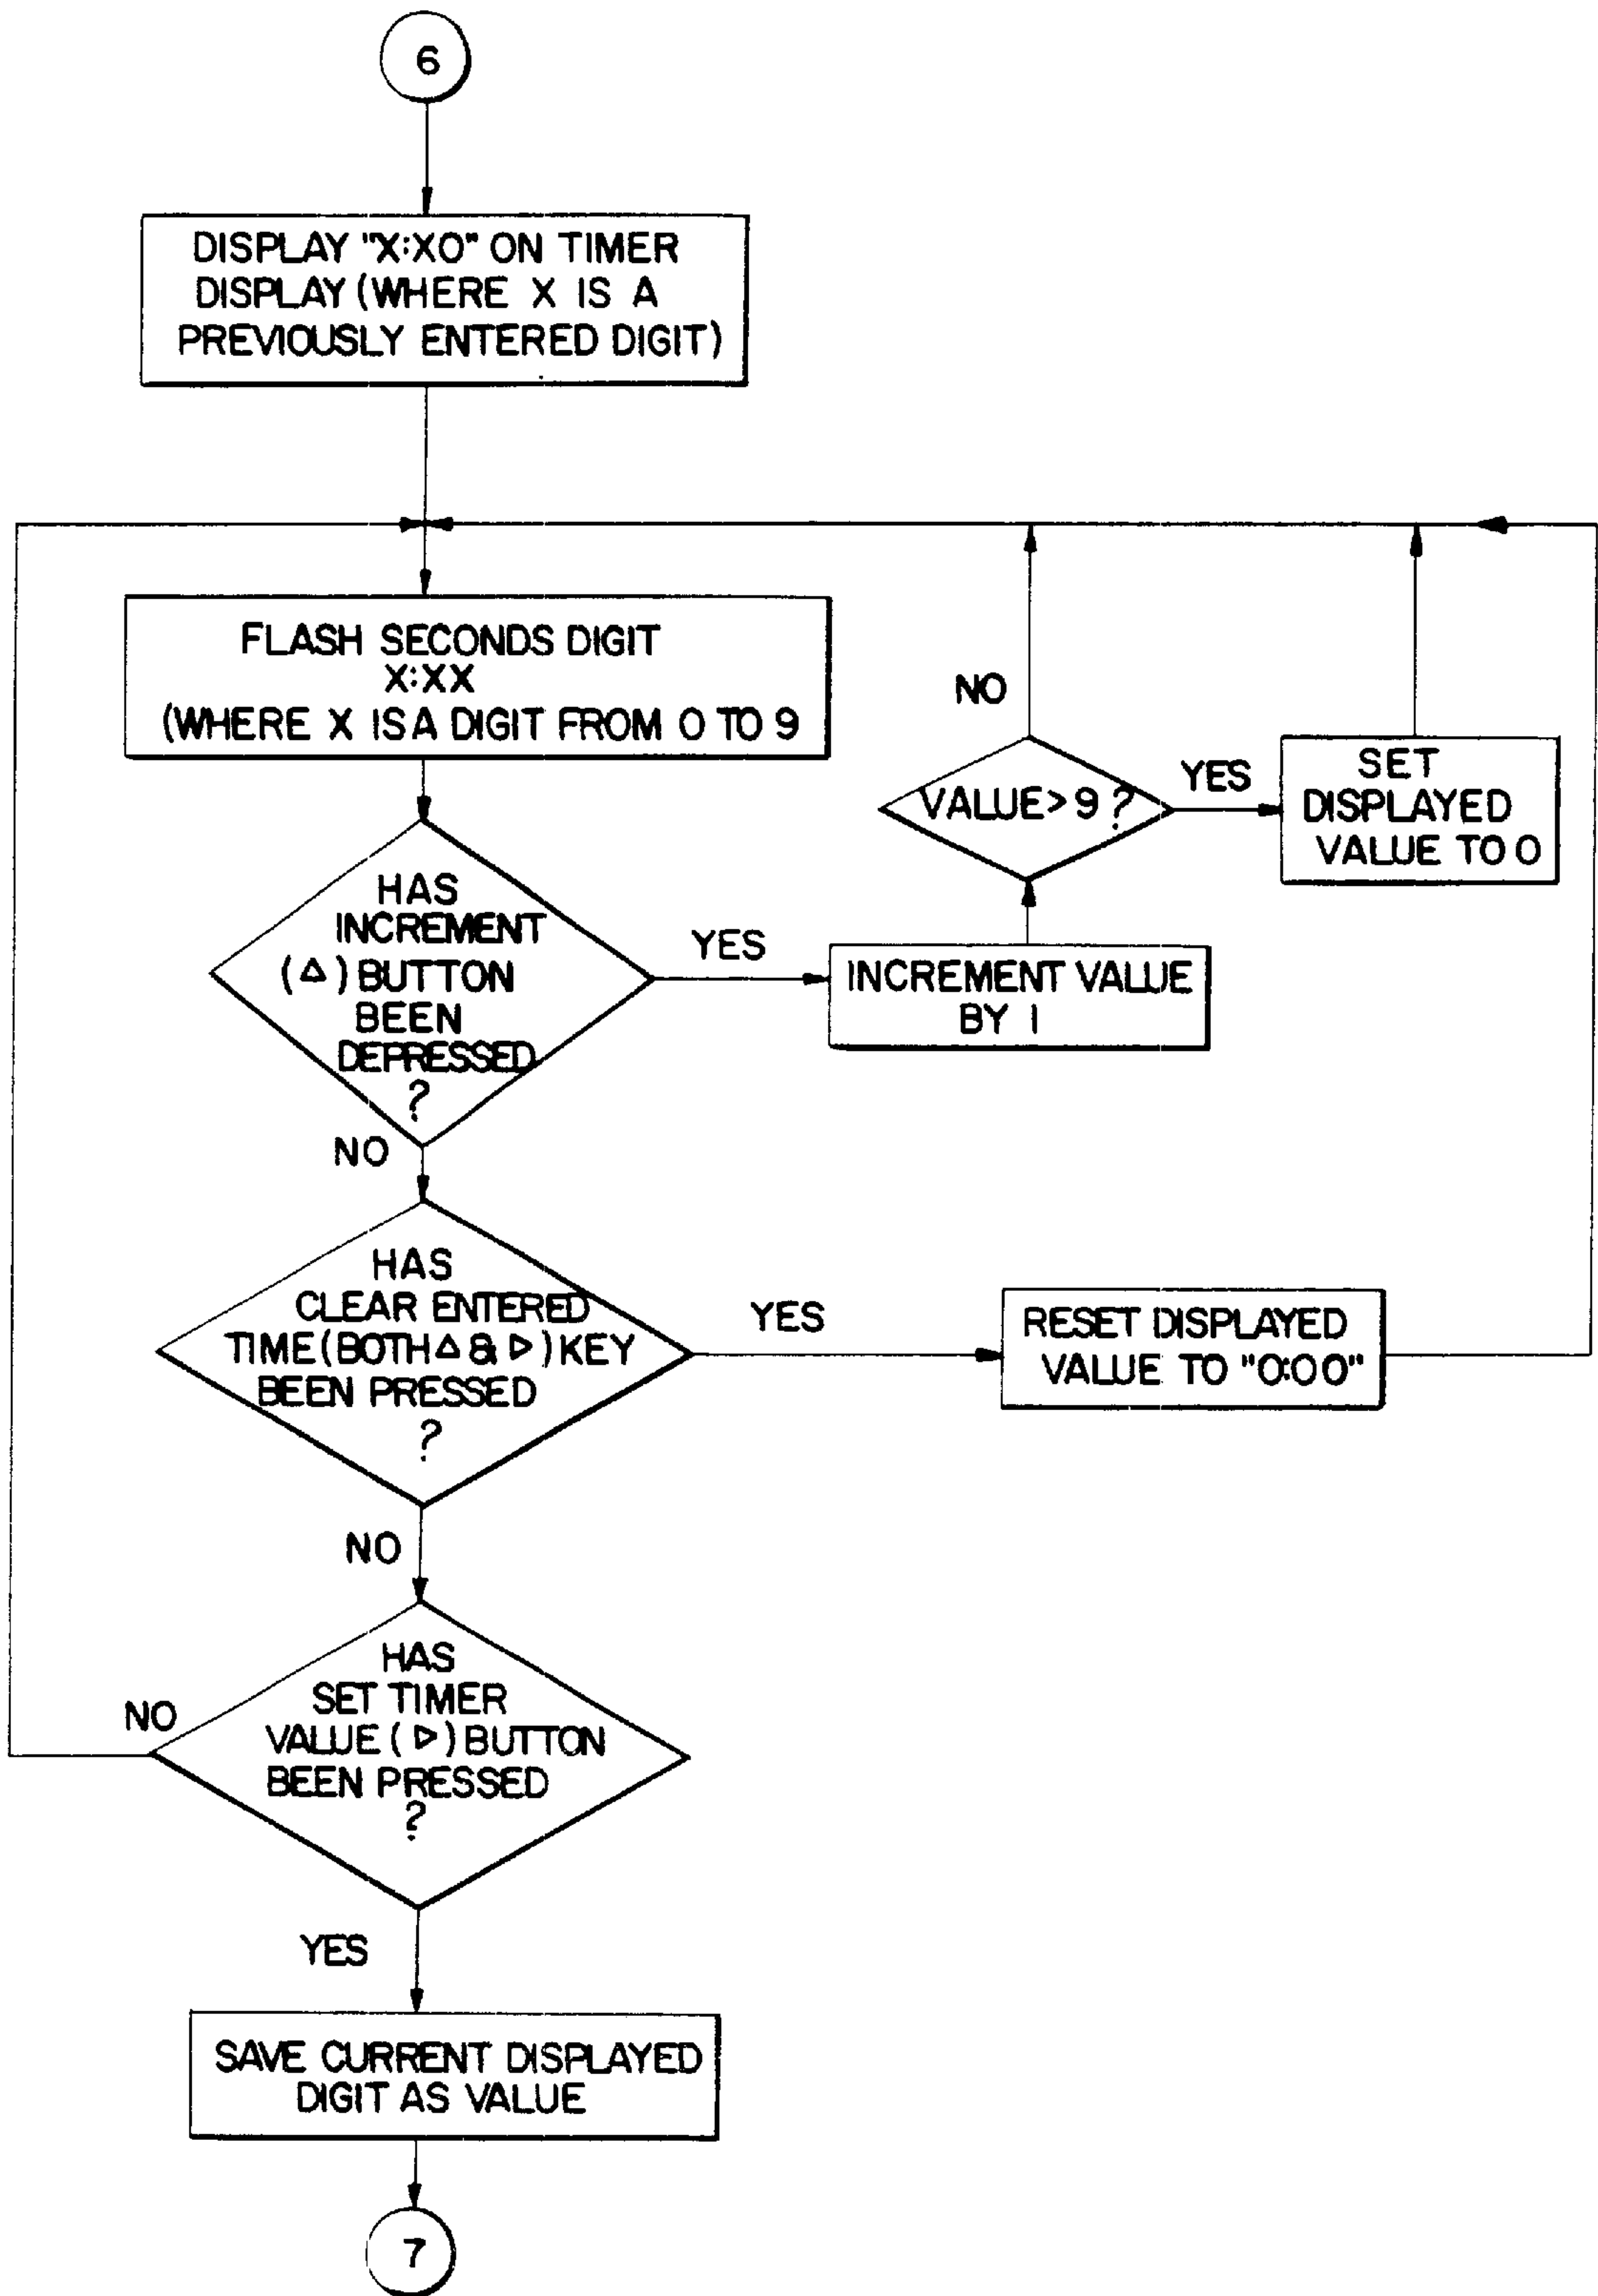 6
DISPLAY "X:X0" ON TIMER
DISPLAY (WHERE X IS A
PREVIOUSLY ENTERED DIGIT)
FLASH SECONDS DIGIT
X:XX
(WHERE X IS A DIGIT FROM 0 TO 9
NO
VALUE>9?
YES
SET
DISPLAYED
VALUE TO 0
HAS
INCREMENT
(△) BUTTON
BEEN
DEPRESSED
?
YES
INCREMENT VALUE
BY 1
NO
HAS
CLEAR ENTERED
TIME (BOTH △ & ▷) KEY
BEEN PRESSED
?
YES
RESET DISPLAYED
VALUE TO "0:00"
NO
HAS
SET TIMER
VALUE (▷) BUTTON
BEEN PRESSED
?
NO
YES
SAVE CURRENT DISPLAYED
DIGIT AS VALUE
7